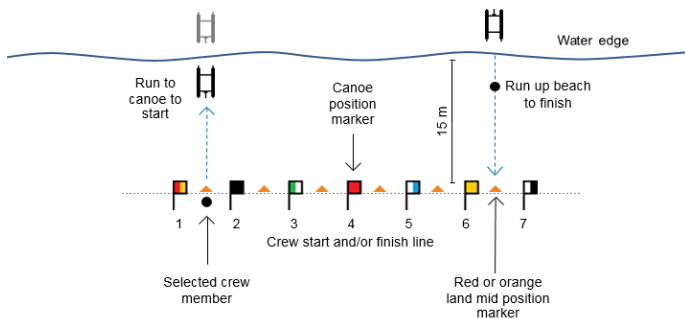 Water edge
Run to
canoe to
start
Canoe
position
marker
15 m
Run up beach
to finish
1 2 3 4 5 6 7
Crew start and/or finish line
Selected crew
member
Red or orange
land mid position
marker